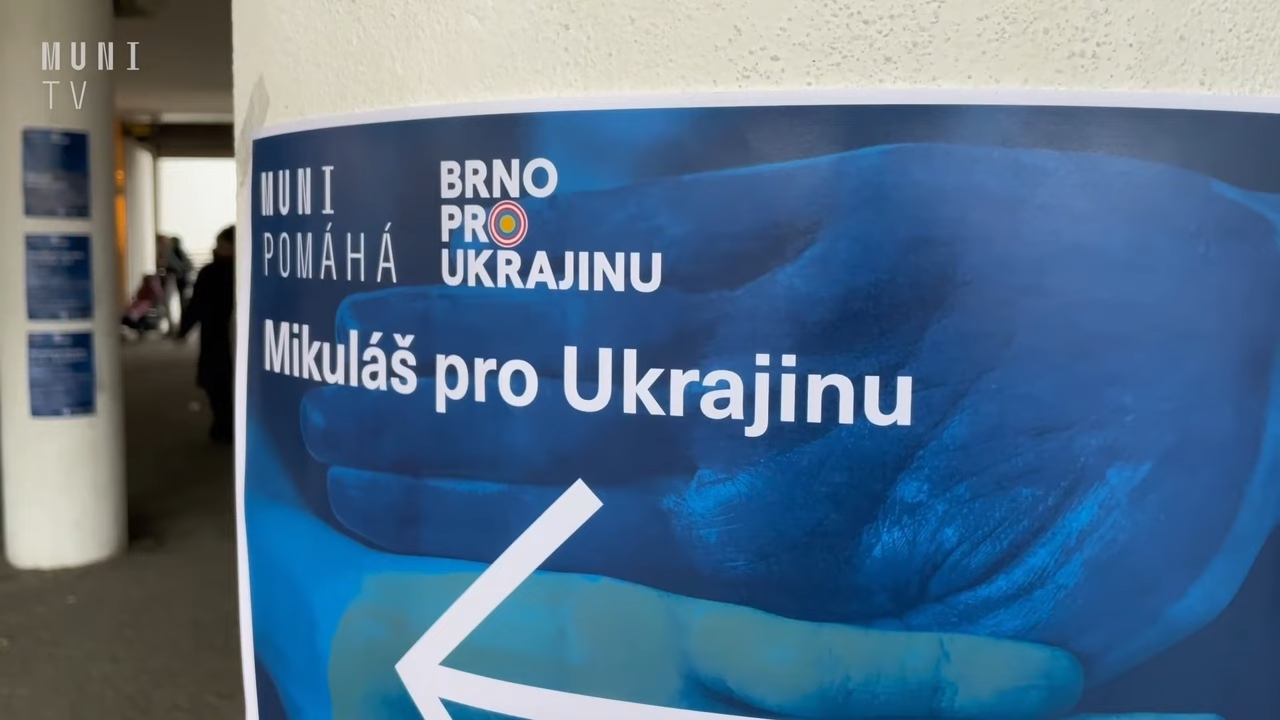 MUNI
TV
MUNI
POMÁHÁ
BRNO
PRO
UKRAJINU
Mikuláš pro Ukrajinu